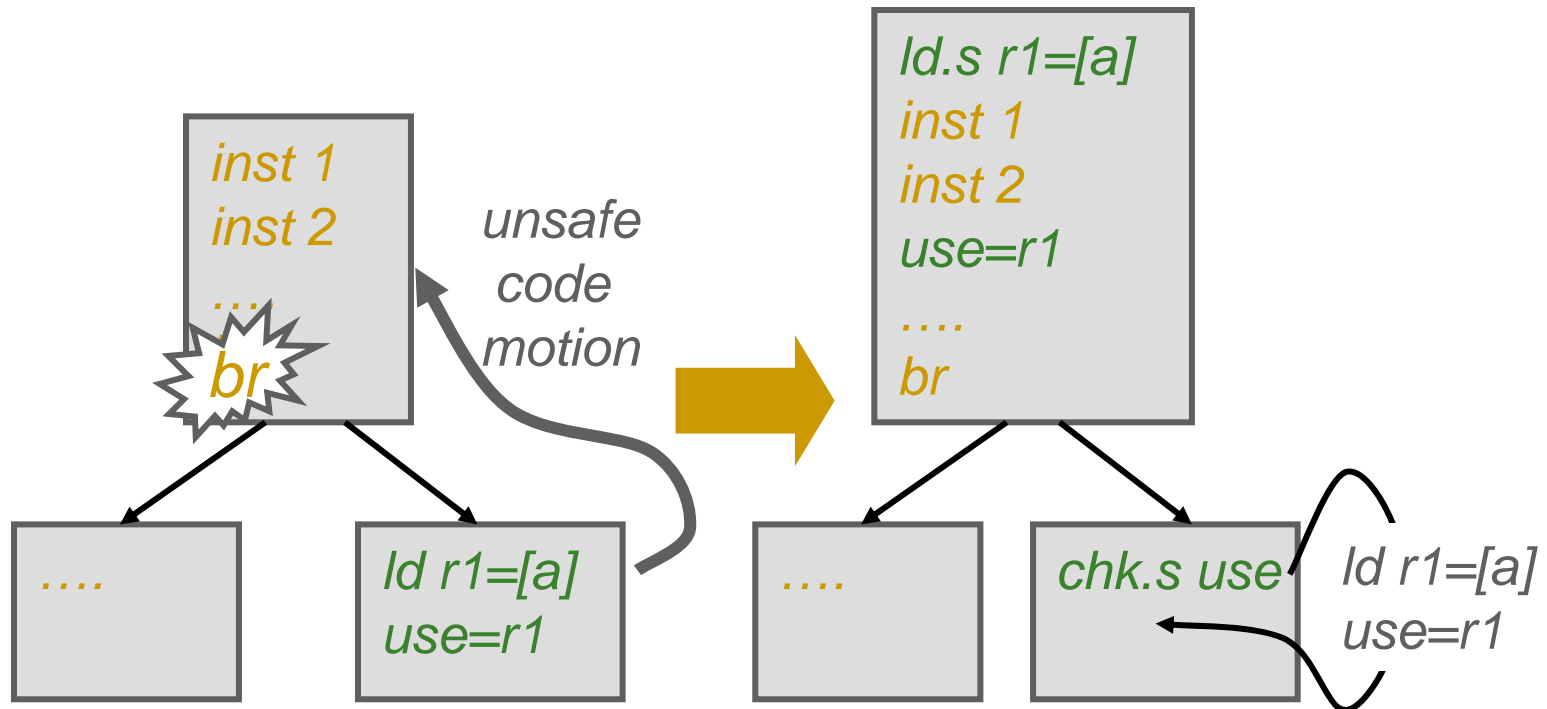 inst 1
inst 2
….
br
unsafe
code
motion
….
ld r1=[a]
use=r1
ld.s r1=[a]
inst 1
inst 2
use=r1
….
br
….
chk.s use
ld r1=[a]
use=r1